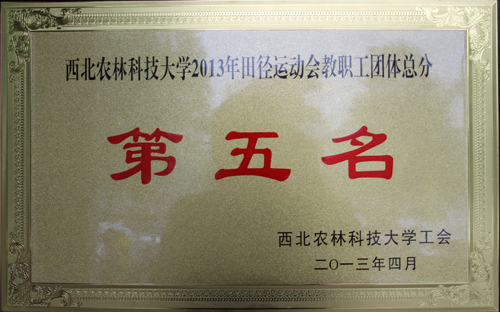 西北农林科技大学2013年田径运动会教职工团体总分
第五名
西北农林科技大学工会
二〇一三年四月